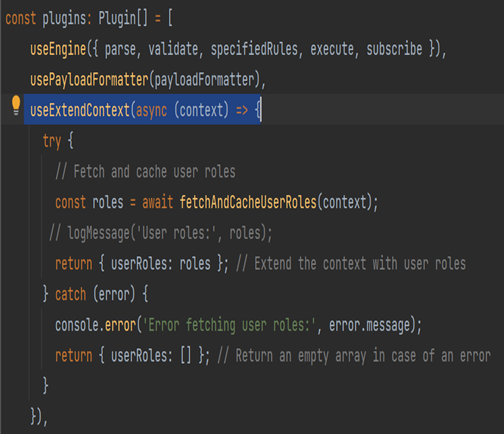 const plugins: Plugin[] = [
useEngine({ parse, validate, specifiedRules, execute, subscribe }),
usePayloadFormatter(payloadFormatter),
useExtendContext(async (context) => {
try {
// Fetch and cache user roles
const roles = await fetchAndCacheUserRoles(context);
// logMessage('User roles:', roles);
return { userRoles: roles }; // Extend the context with user roles
} catch (error) {
console.error('Error fetching user roles:', error.message);
return { userRoles: [] }; // Return an empty array in case of an error
}
}),